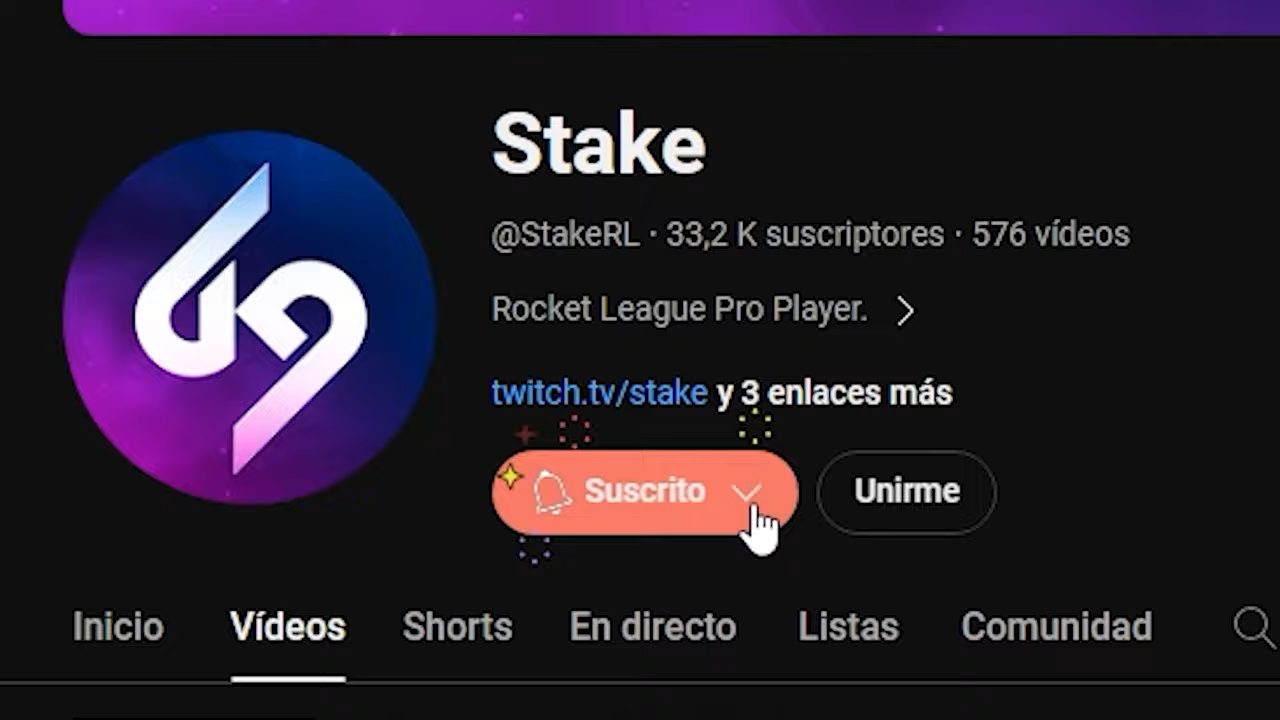 Stake
@StakeRL · 33,2 K suscriptores · 576 vídeos
Rocket League Pro Player.
twitch.tv/stake y 3 enlaces más
Suscrito Unirme
Inicio Vídeos Shorts En directo Listas Comunidad